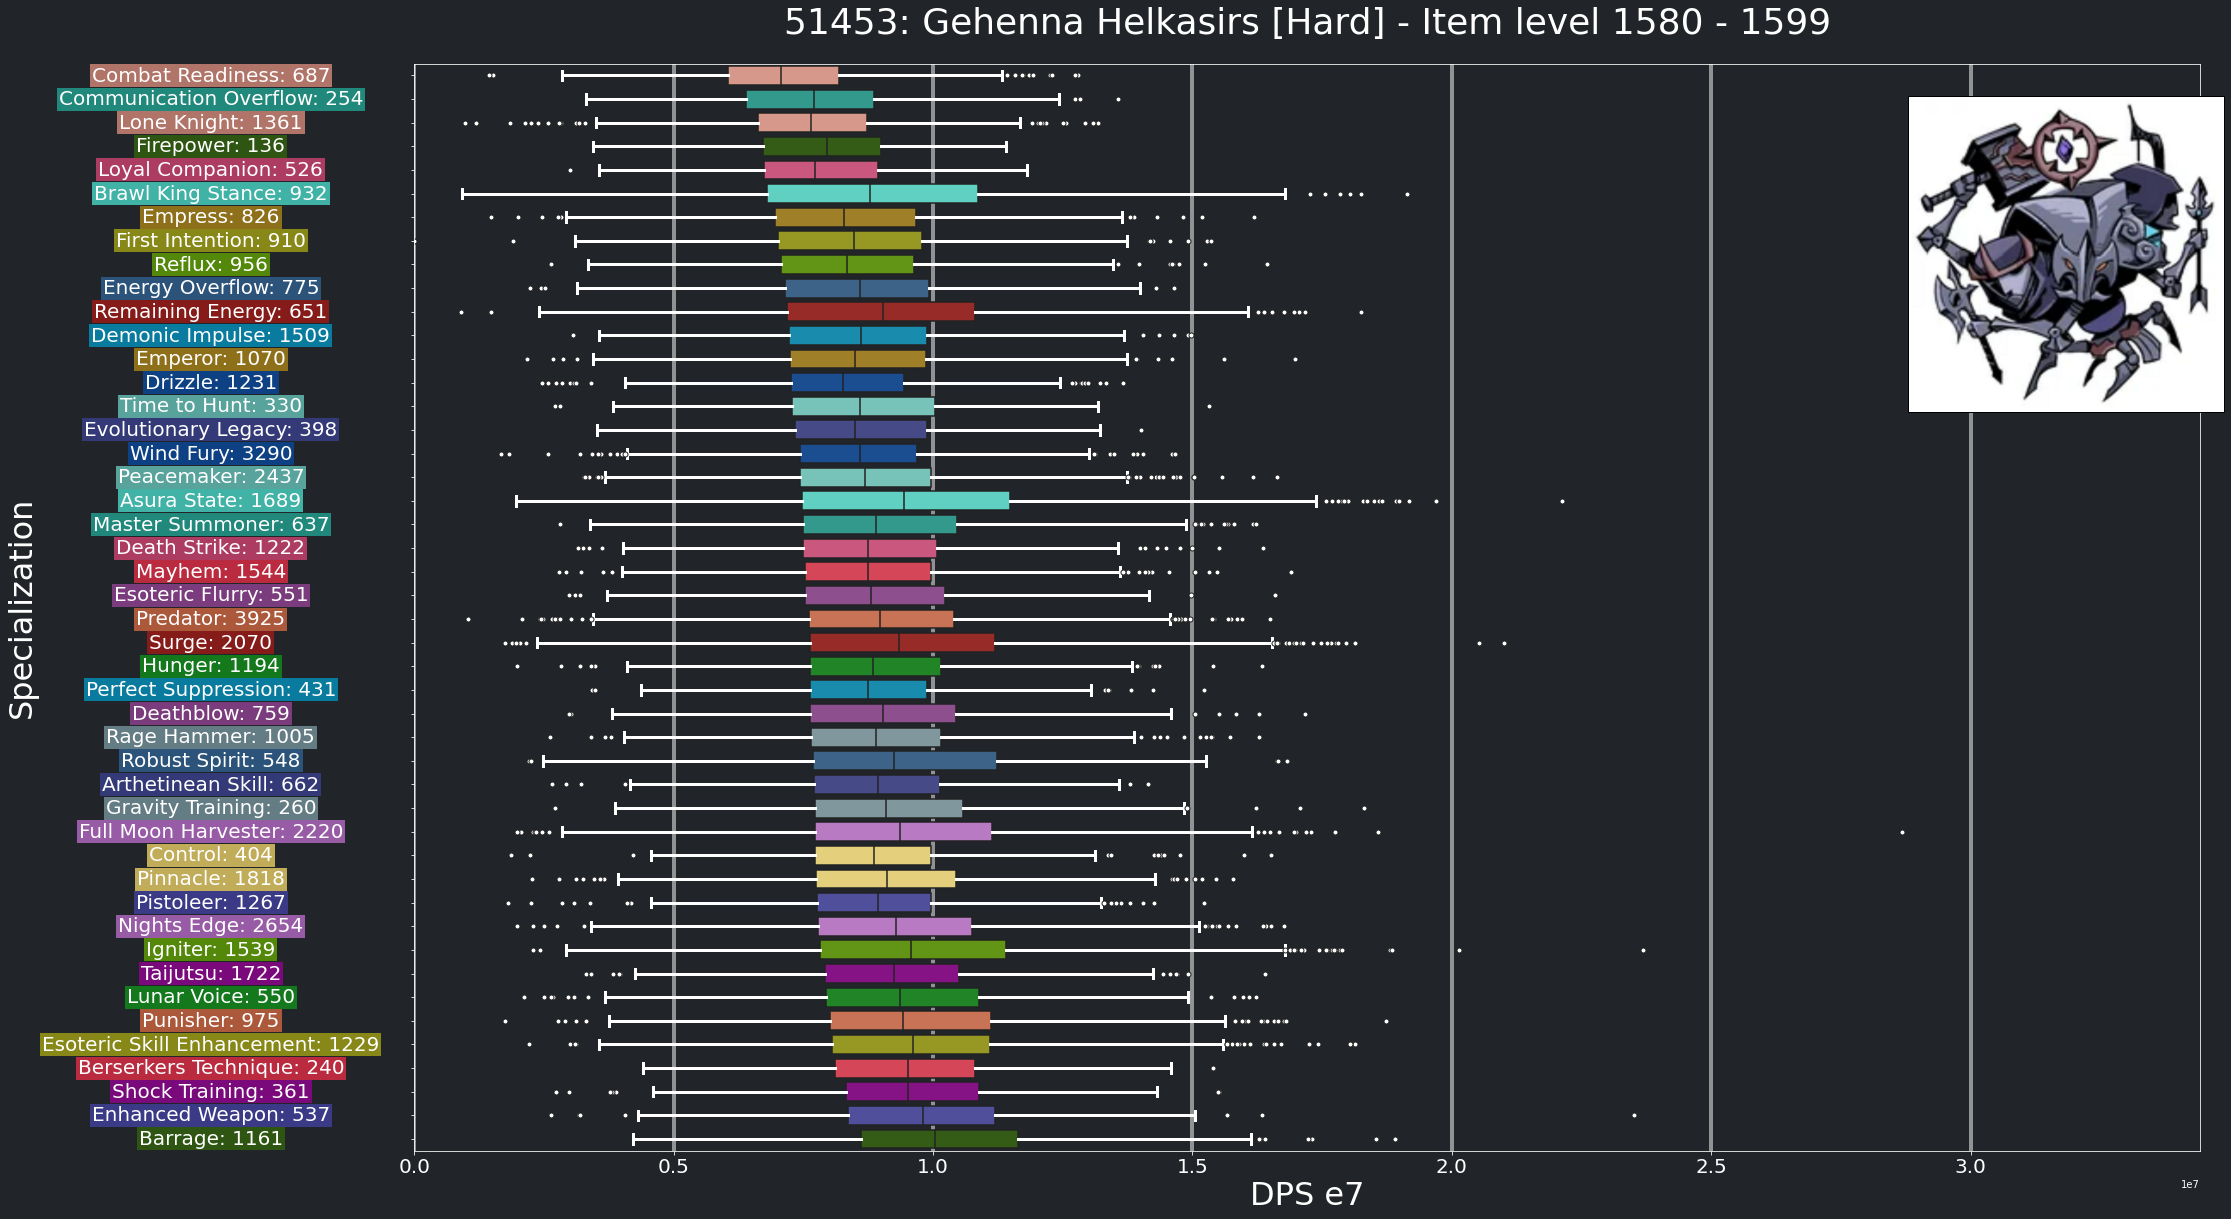 51453: Gehenna Helkasirs [Hard] - Item level 1580 - 1599
Combat Readiness: 687
Communication Overflow: 254
Lone Knight: 1361
Firepower: 136
Loyal Companion: 526
Brawl King Stance: 932
Empress: 826
First Intention: 910
Reflux: 956
Energy Overflow: 775
Remaining Energy: 651
Demonic Impulse: 1509
Emperor: 1070
Drizzle: 1231
Time to Hunt: 330
Evolutionary Legacy: 398
Wind Fury: 3290
Peacemaker: 2437
Asura State: 1689
Master Summoner: 637
Death Strike: 1222
Mayhem: 1544
Esoteric Flurry: 551
Predator: 3925
Surge: 2070
Hunger: 1194
Perfect Suppression: 431
Deathblow: 759
Rage Hammer: 1005
Robust Spirit: 548
Arthetinean Skill: 662
Gravity Training: 260
Full Moon Harvester: 2220
Control: 404
Pinnacle: 1818
Pistoleer: 1267
Nights Edge: 2654
Igniter: 1539
Taijutsu: 1722
Lunar Voice: 550
Punisher: 975
Esoteric Skill Enhancement: 1229
Berserkers Technique: 240
Shock Training: 361
Enhanced Weapon: 537
Barrage: 1161
Specialization
0.0 0.5 1.0 1.5 2.0 2.5 3.0
1e7
DPS e7